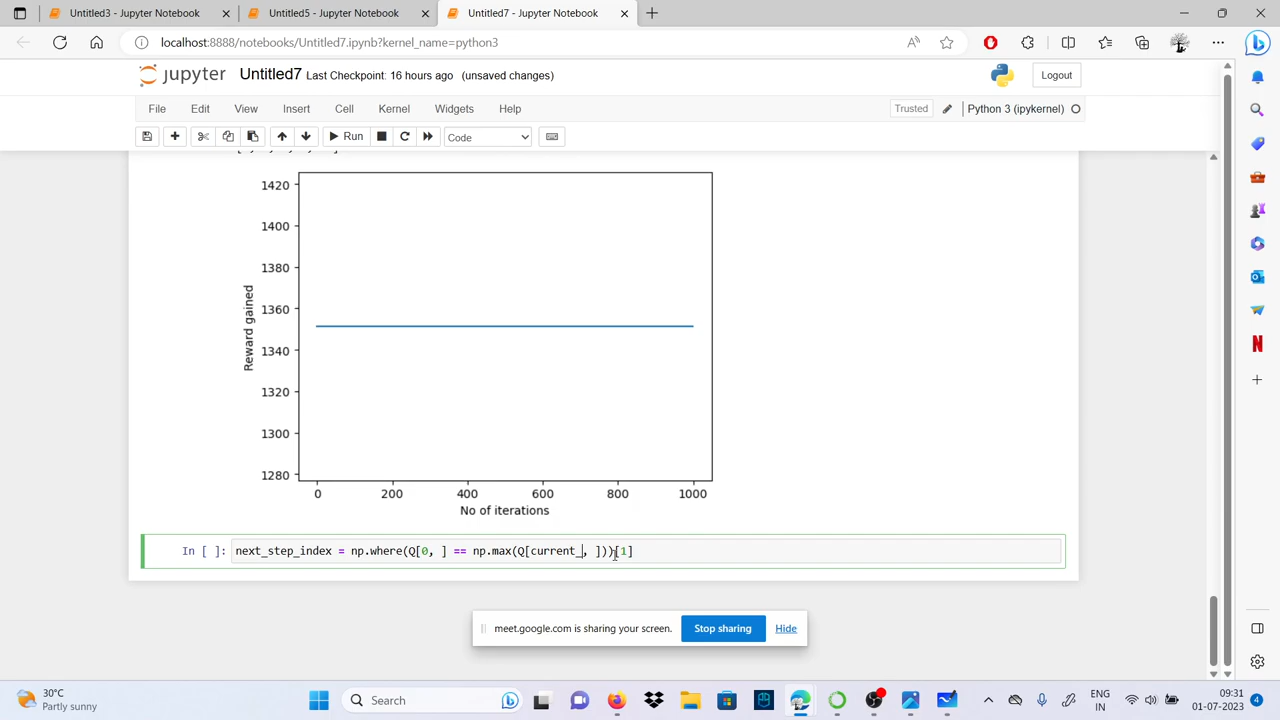 Untitled3 - Jupyter Notebook
Untitled5 - Jupyter Notebook
Untitled7 - Jupyter Notebook
localhost:8888/notebooks/Untitled7.ipynb?kernel_name=python3
jupyter Untitled7 Last Checkpoint: 16 hours ago (unsaved changes)
Logout
File Edit View Insert Cell Kernel Widgets Help
Trusted
Python 3 (ipykernel)
Run
Code
1420
1400
1380
1360
1340
1320
1300
1280
Reward gained
0 200 400 600 800 1000
No of iterations
In [ ]: next_step_index = np.where(Q[0, ] == np.max(Q[current_, ]))[1]
meet.google.com is sharing your screen. Stop sharing Hide
30°C
Partly sunny
Search
ENG
IN
09:31
01-07-2023
4